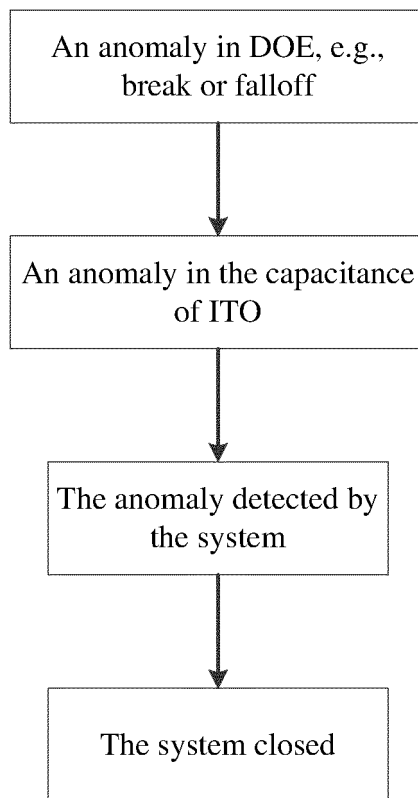 An anomaly in DOE, e.g.,
break or falloff
An anomaly in the capacitance
of ITO
The anomaly detected by
the system
The system closed